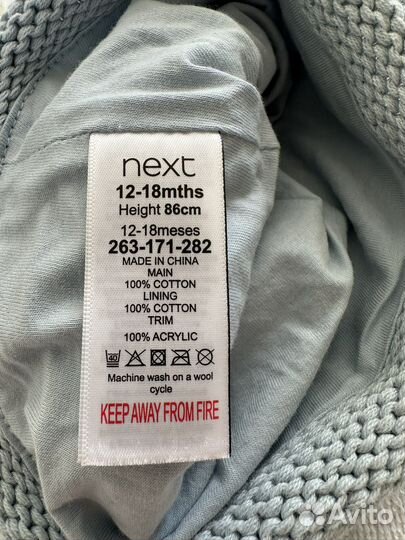 next
12-18mths
Height 86cm
12-18meses
263-171-282
MADE IN CHINA
MAIN
100% COTTON
LINING
100% COTTON
TRIM
100% ACRYLIC
40
Machine wash on a wool
cycle
KEEP AWAY FROM FIRE
Avito